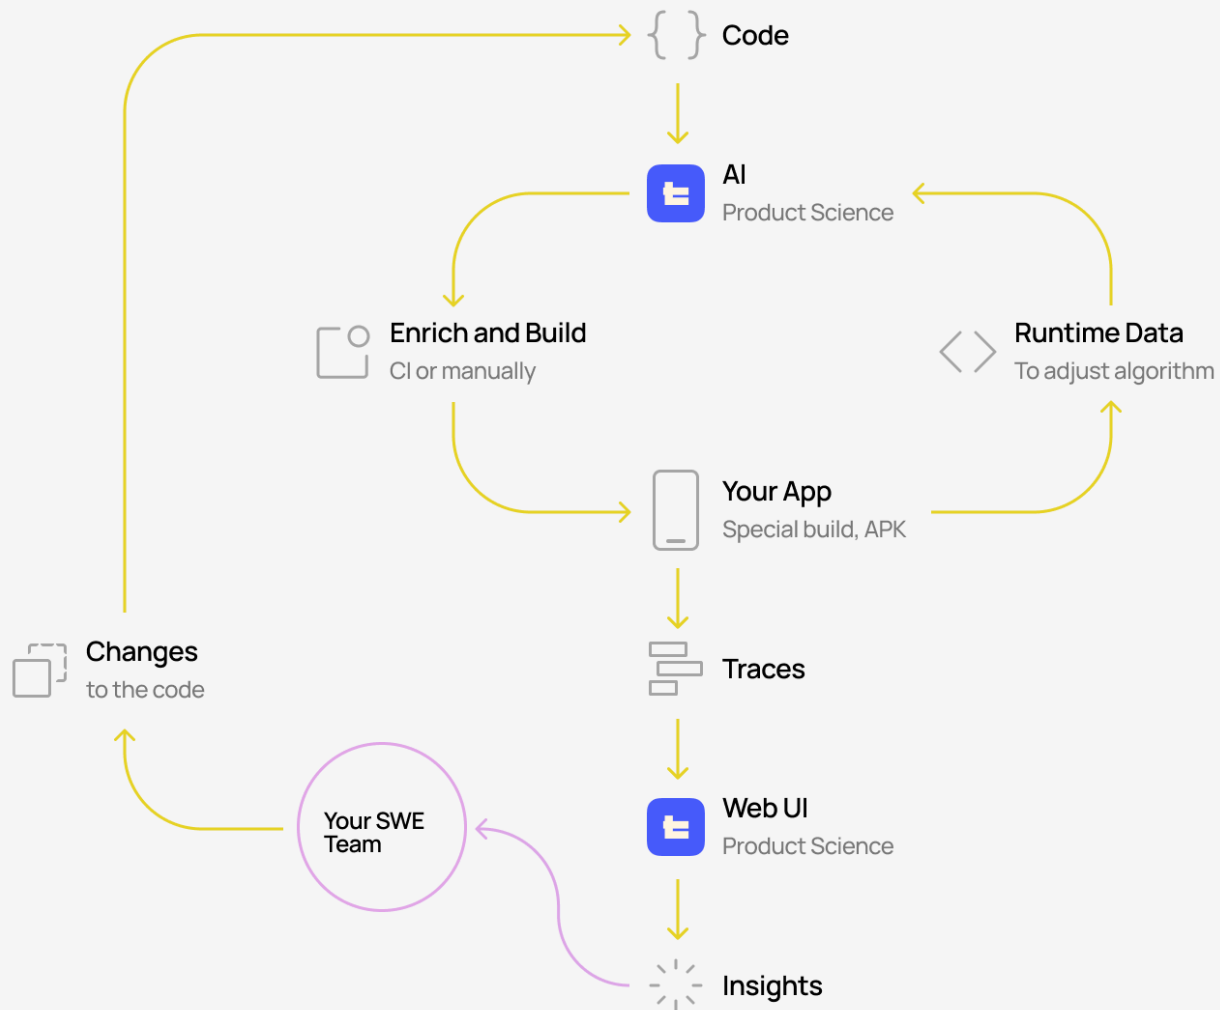 Code
AI
Product Science
Enrich and Build
CI or manually
Runtime Data
To adjust algorithm
Your App
Special build, APK
Changes
to the code
Traces
Web UI
Product Science
Your SWE
Team
Insights